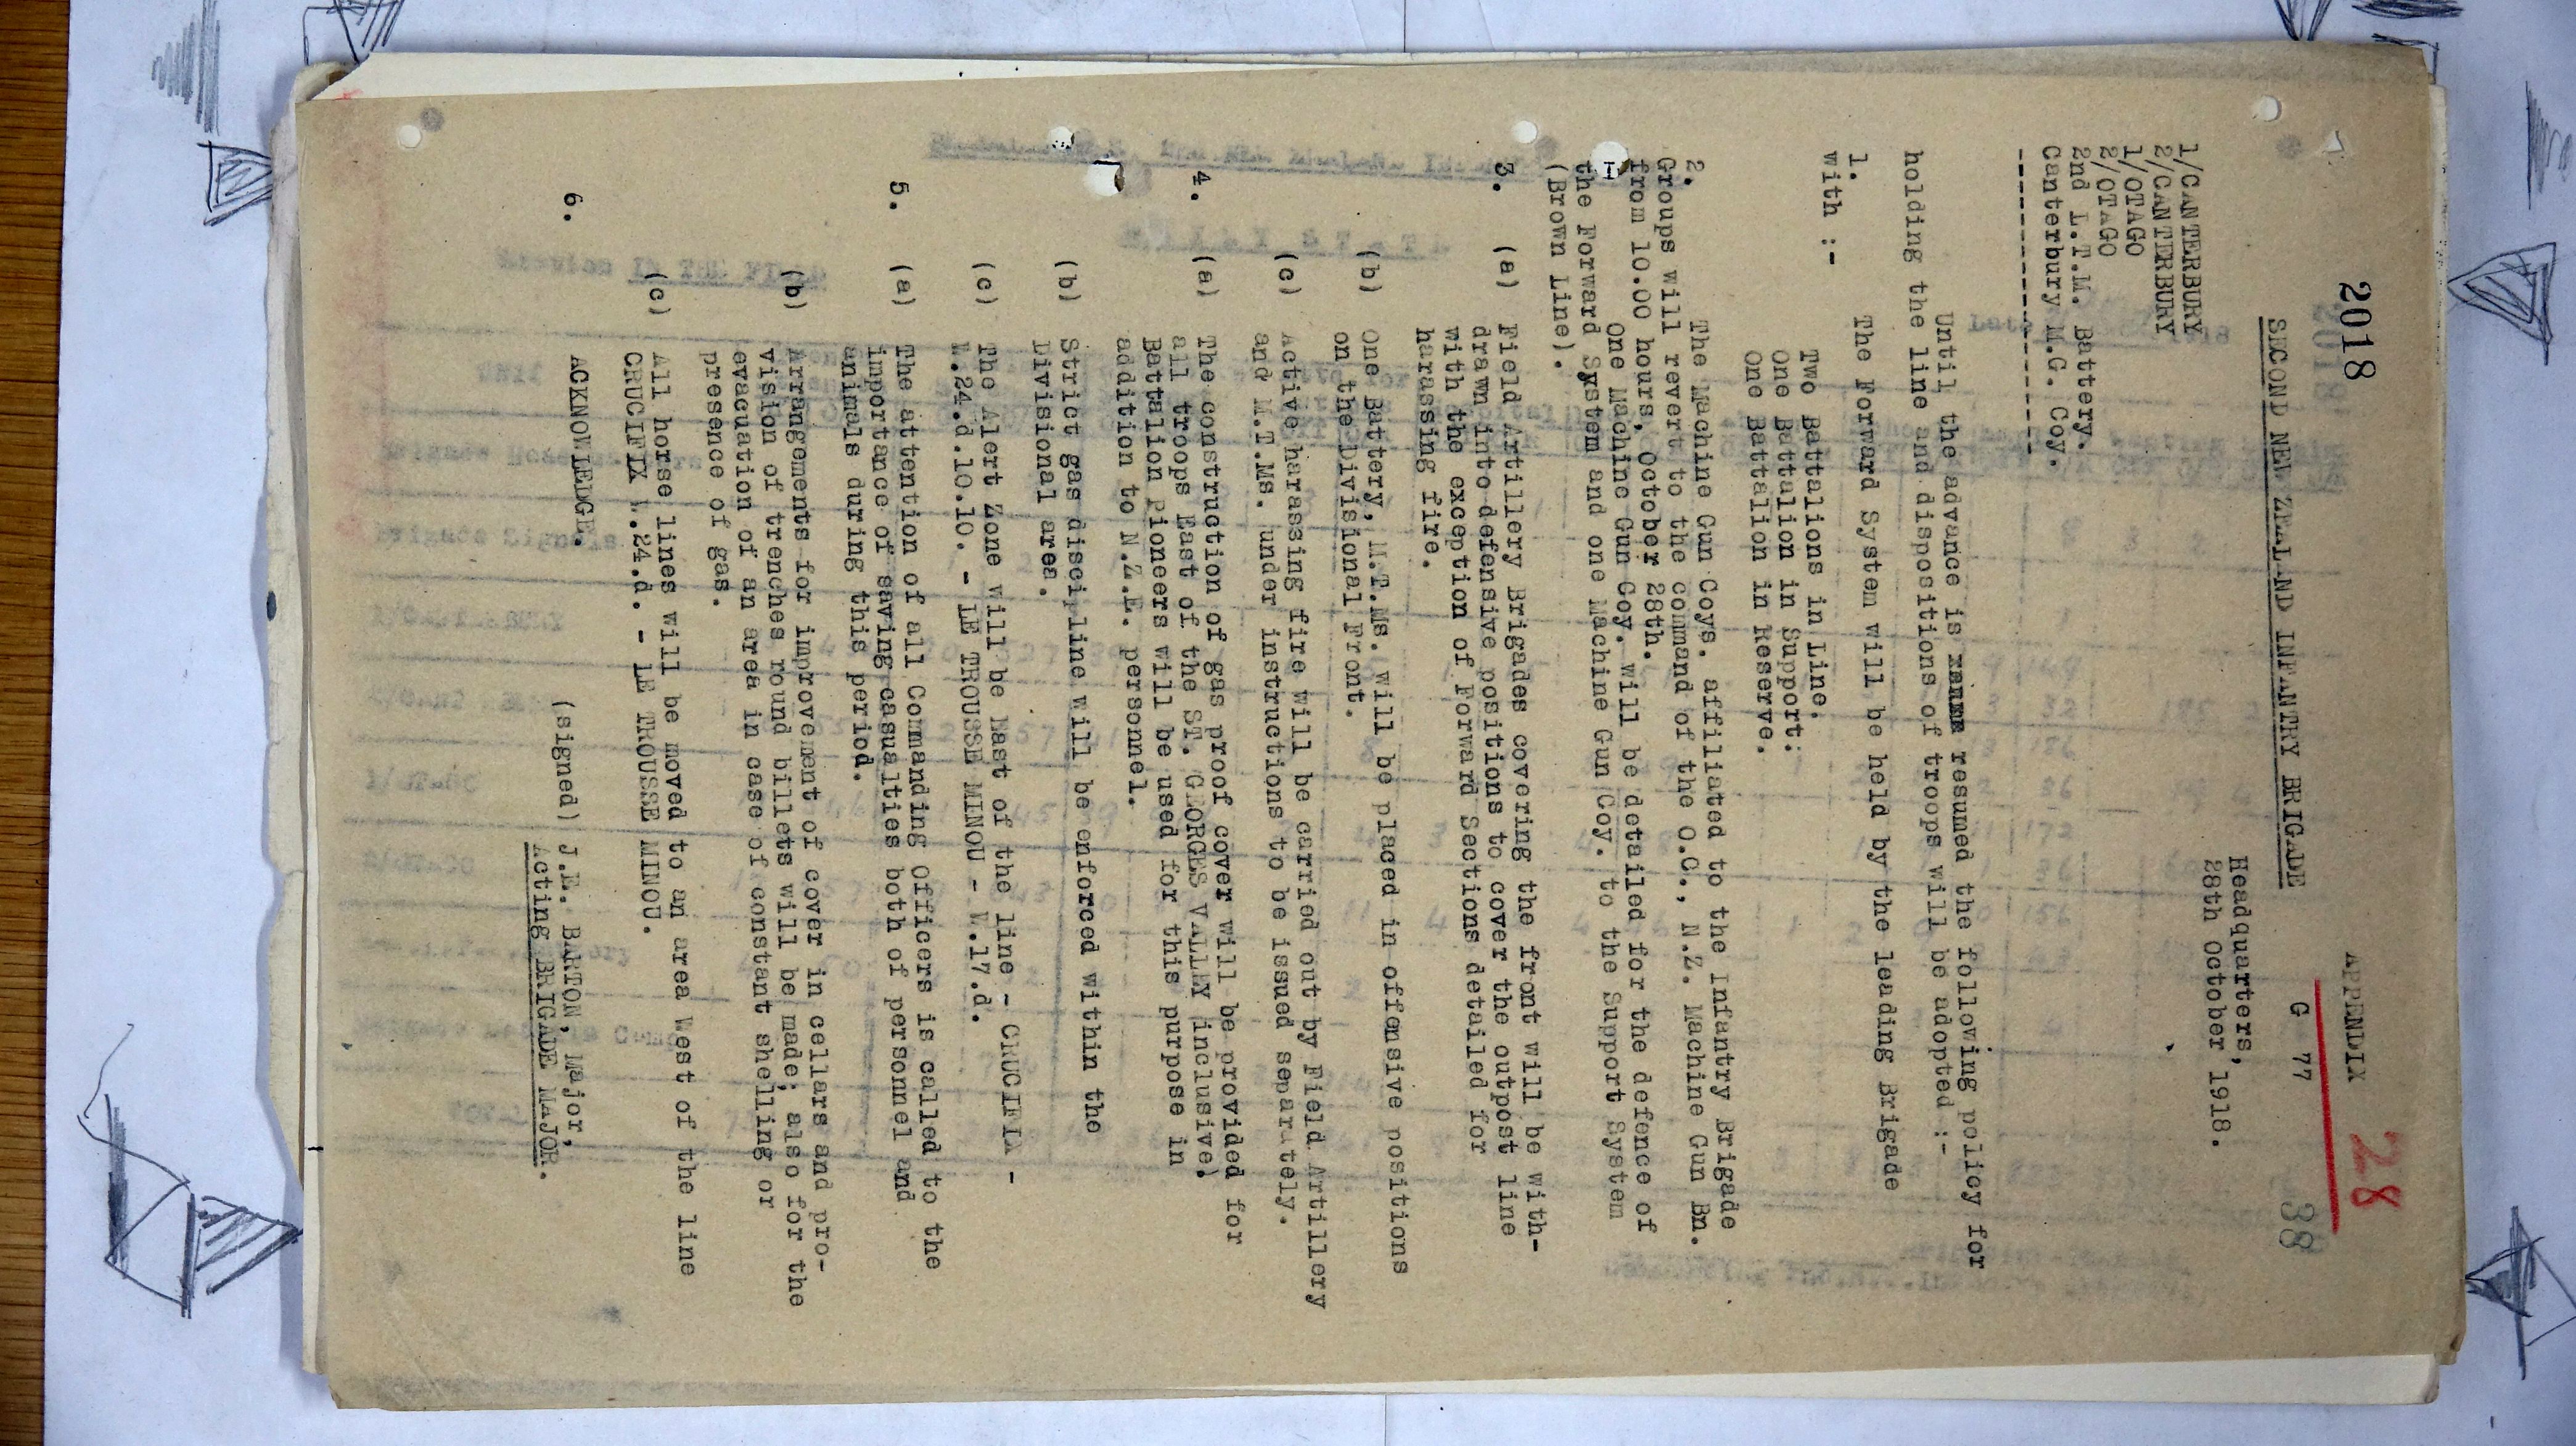 2018
APPENDIX 28
SECOND NEW ZEALAND INFANTRY BRIGADE G 77
38
Headquarters,
28th October, 1918.
1/CANTERBURY
2/CANTERBURY
1/OTAGO
2/OTAGO
2nd L.T.M. Battery.
Canterbury M.G. Coy.
------------------------
Until the advance is resumed the following policy for
holding the line and dispositions of troops will be adopted :-
1. The Forward System will be held by the leading Brigade
with :-
Two Battalions in Line.
One Battalion in Support:
One Battalion in Reserve.
2. The Machine Gun Coys. affiliated to the Infantry Brigade
Groups will revert to the command of the O.C., N.Z. Machine Gun Bn.
from 10.00 hours, October 28th.
One Machine Gun Coy. will be detailed for the defence of
the Forward System and one Machine Gun Coy. to the Support System
(Brown Line).
3. (a) Field Artillery Brigades covering the front will be with-
drawn into defensive positions to cover the outpost line
with the exception of Forward Sections detailed for
harassing fire.
(b) One Battery, M.T.Ms. will be placed in offensive positions
on the Divisional Front.
(c) Active harassing fire will be carried out by Field Artillery
and M.T.Ms. under instructions to be issued separately.
4. (a) The construction of gas proof cover will be provided for
all troops East of the ST. GEORGES VALLEY inclusive;
Battalion Pioneers will be used for this purpose in
addition to N.Z.E. personnel.
(b) Strict gas discipline will be enforced within the
Divisional area.
(c) The Alert Zone will be East of the line - CRUCIFIX -
W.24.d.10.10. - LE TROUSSE MINOU - W.17.d.
5. (a) The attention of all Commanding Officers is called to the
importance of saving casualties both of personnel and
animals during this period.
(b) Arrangements for improvement of cover in cellars and pro-
vision of trenches round billets will be made; also for the
evacuation of an area in case of constant shelling or
presence of gas.
(c) All horse lines will be moved to an area West of the line
CRUCIFIX W.24.d. - LE TROUSSE MINOU.
6. ACKNOWLEDGE.
(signed) J.E. BARTON, Major,
Acting BRIGADE MAJOR.